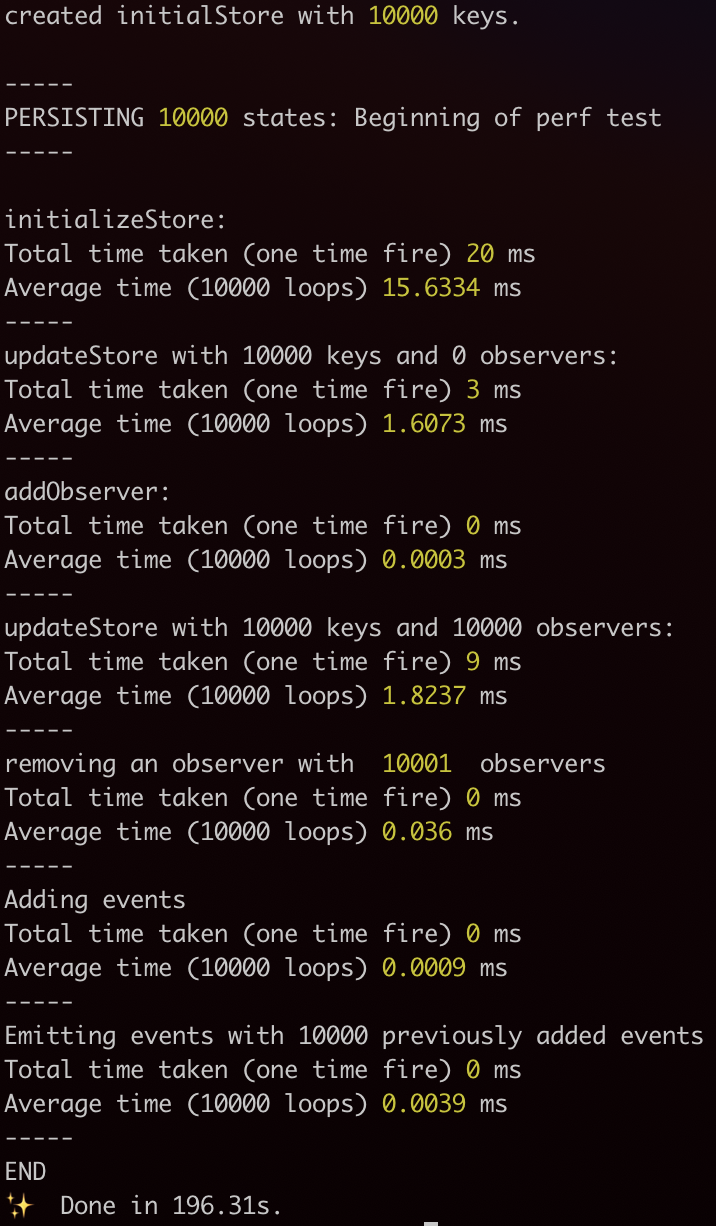 created initialStore with 10000 keys.
-----
PERSISTING 10000 states: Beginning of perf test
-----
initializeStore:
Total time taken (one time fire) 20 ms
Average time (10000 loops) 15.6334 ms
-----
updateStore with 10000 keys and 0 observers:
Total time taken (one time fire) 3 ms
Average time (10000 loops) 1.6073 ms
-----
addObserver:
Total time taken (one time fire) 0 ms
Average time (10000 loops) 0.0003 ms
-----
updateStore with 10000 keys and 10000 observers:
Total time taken (one time fire) 9 ms
Average time (10000 loops) 1.8237 ms
-----
removing an observer with  10001  observers
Total time taken (one time fire) 0 ms
Average time (10000 loops) 0.036 ms
-----
Adding events
Total time taken (one time fire) 0 ms
Average time (10000 loops) 0.0009 ms
-----
Emitting events with 10000 previously added events
Total time taken (one time fire) 0 ms
Average time (10000 loops) 0.0039 ms
-----
END
✨  Done in 196.31s.